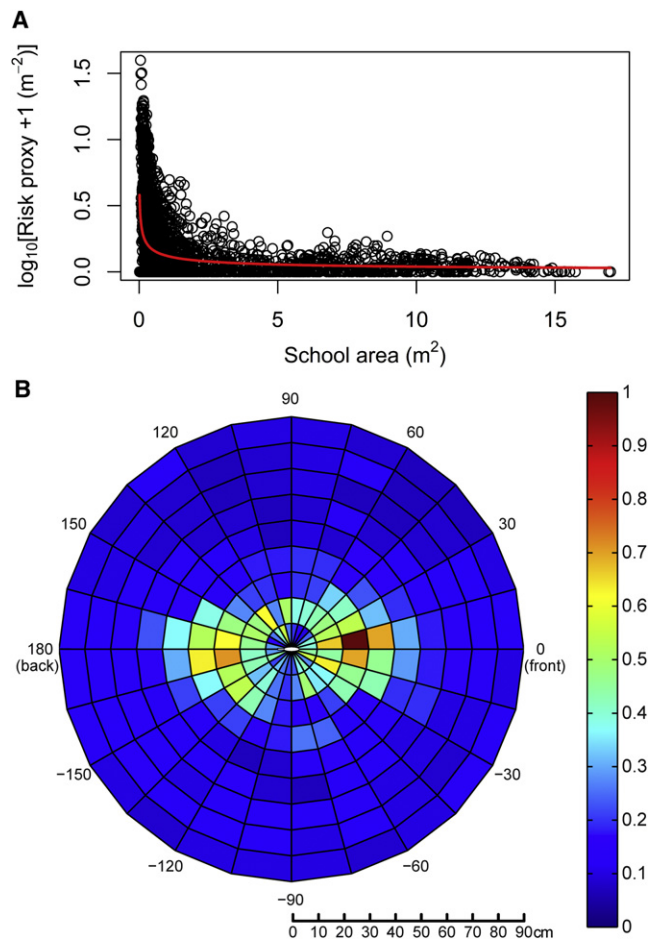 A
log₁₀[Risk proxy +1 (m⁻²)]
1.5
1.0
0.5
0.0
0 5 10 15
School area (m²)
B
90
120 60
150 30
180 (back)
0 (front)
−150 −30
−120 −60
−90
0 10 20 30 40 50 60 70 80 90cm
1
0.9
0.8
0.7
0.6
0.5
0.4
0.3
0.2
0.1
0